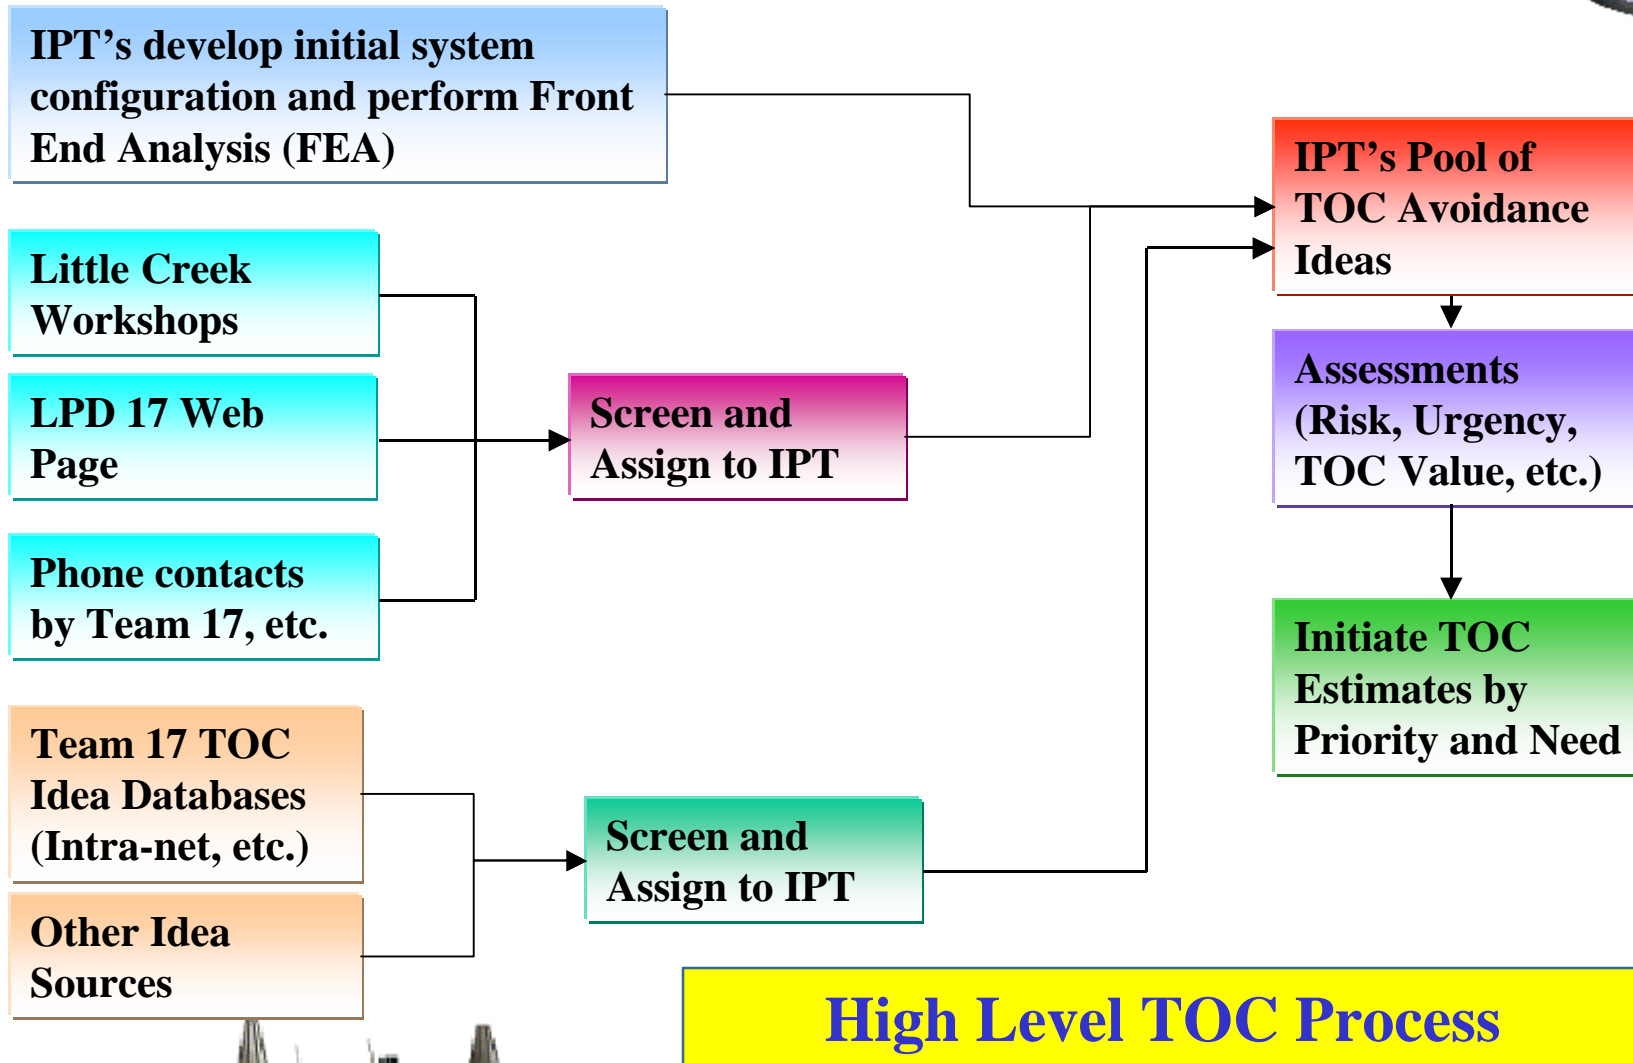 IPT’s develop initial system
configuration and perform Front
End Analysis (FEA)
Little Creek
Workshops
LPD 17 Web
Page
Phone contacts
by Team 17, etc.
Team 17 TOC
Idea Databases
(Intra-net, etc.)
Other Idea
Sources
Screen and
Assign to IPT
Screen and
Assign to IPT
IPT’s Pool of
TOC Avoidance
Ideas
Assessments
(Risk, Urgency,
TOC Value, etc.)
Initiate TOC
Estimates by
Priority and Need
High Level TOC Process